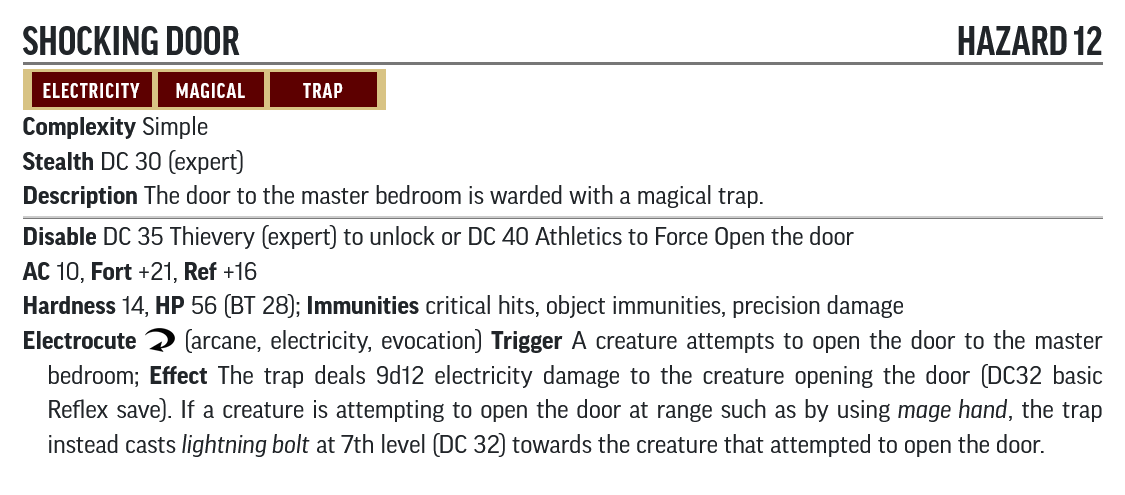 SHOCKING DOOR HAZARD 12
ELECTRICITY MAGICAL TRAP
Complexity Simple
Stealth DC 30 (expert)
Description The door to the master bedroom is warded with a magical trap.
Disable DC 35 Thievery (expert) to unlock or DC 40 Athletics to Force Open the door
AC 10, Fort +21, Ref +16
Hardness 14, HP 56 (BT 28); Immunities critical hits, object immunities, precision damage
Electrocute (arcane, electricity, evocation) Trigger A creature attempts to open the door to the master
bedroom; Effect The trap deals 9d12 electricity damage to the creature opening the door (DC32 basic
Reflex save). If a creature is attempting to open the door at range such as by using mage hand, the trap
instead casts lightning bolt at 7th level (DC 32) towards the creature that attempted to open the door.